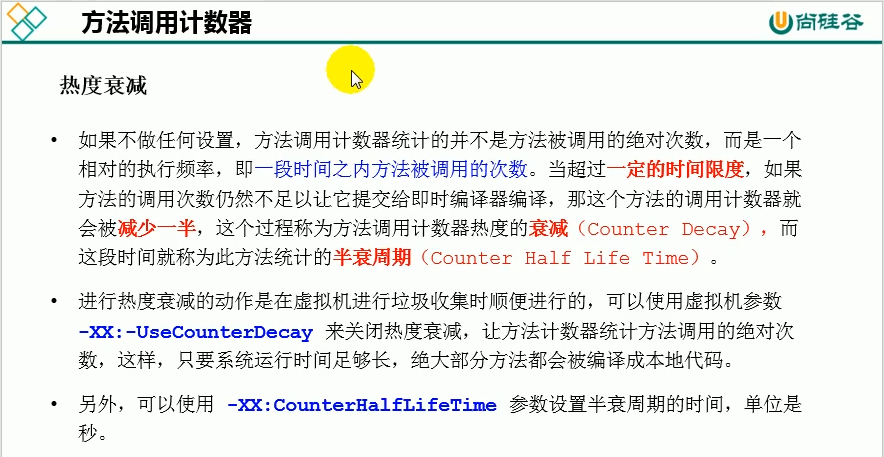 方法调用计数器
尚硅谷
热度衰减
• 如果不做任何设置，方法调用计数器统计的并不是方法被调用的绝对次数，而是一个
相对的执行频率，即一段时间之内方法被调用的次数。当超过一定的时间限度，如果
方法的调用次数仍然不足以让它提交给即时编译器编译，那这个方法的调用计数器就
会被减少一半，这个过程称为方法调用计数器热度的衰减（Counter Decay），而
这段时间就称为此方法统计的半衰周期（Counter Half Life Time）。
• 进行热度衰减的动作是在虚拟机进行垃圾收集时顺便进行的，可以使用虚拟机参数
-XX:-UseCounterDecay 来关闭热度衰减，让方法计数器统计方法调用的绝对次
数，这样，只要系统运行时间足够长，绝大部分方法都会被编译成本地代码。
• 另外，可以使用 -XX:CounterHalfLifeTime 参数设置半衰周期的时间，单位是
秒。